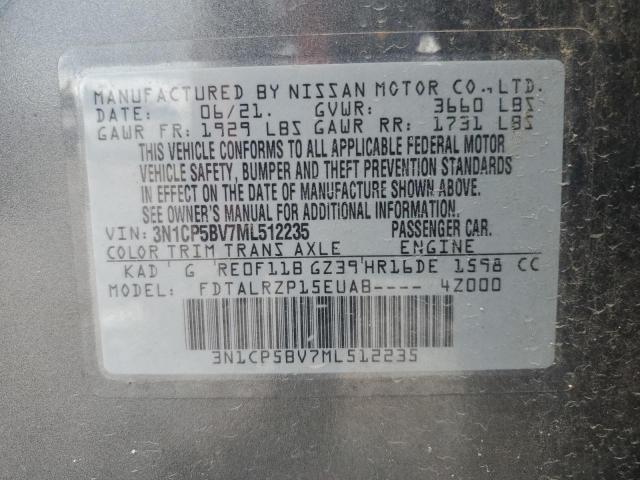 MANUFACTURED BY NISSAN MOTOR CO.,LTD.
DATE: 06/21. GVWR: 3660 LBS
GAWR FR: 1929 LBS GAWR RR: 1731 LBS
THIS VEHICLE CONFORMS TO ALL APPLICABLE FEDERAL MOTOR
VEHICLE SAFETY, BUMPER AND THEFT PREVENTION STANDARDS
IN EFFECT ON THE DATE OF MANUFACTURE SHOWN ABOVE.
SEE OWNER'S MANUAL FOR ADDITIONAL INFORMATION.
VIN: 3N1CP5BV7ML512235 PASSENGER CAR.
COLOR TRIM TRANS AXLE ENGINE
KAD G RE0F11B GZ39 HR16DE 1598 CC
MODEL: FDTALRZP15EUAB---- 4Z000
3N1CP5BV7ML512235